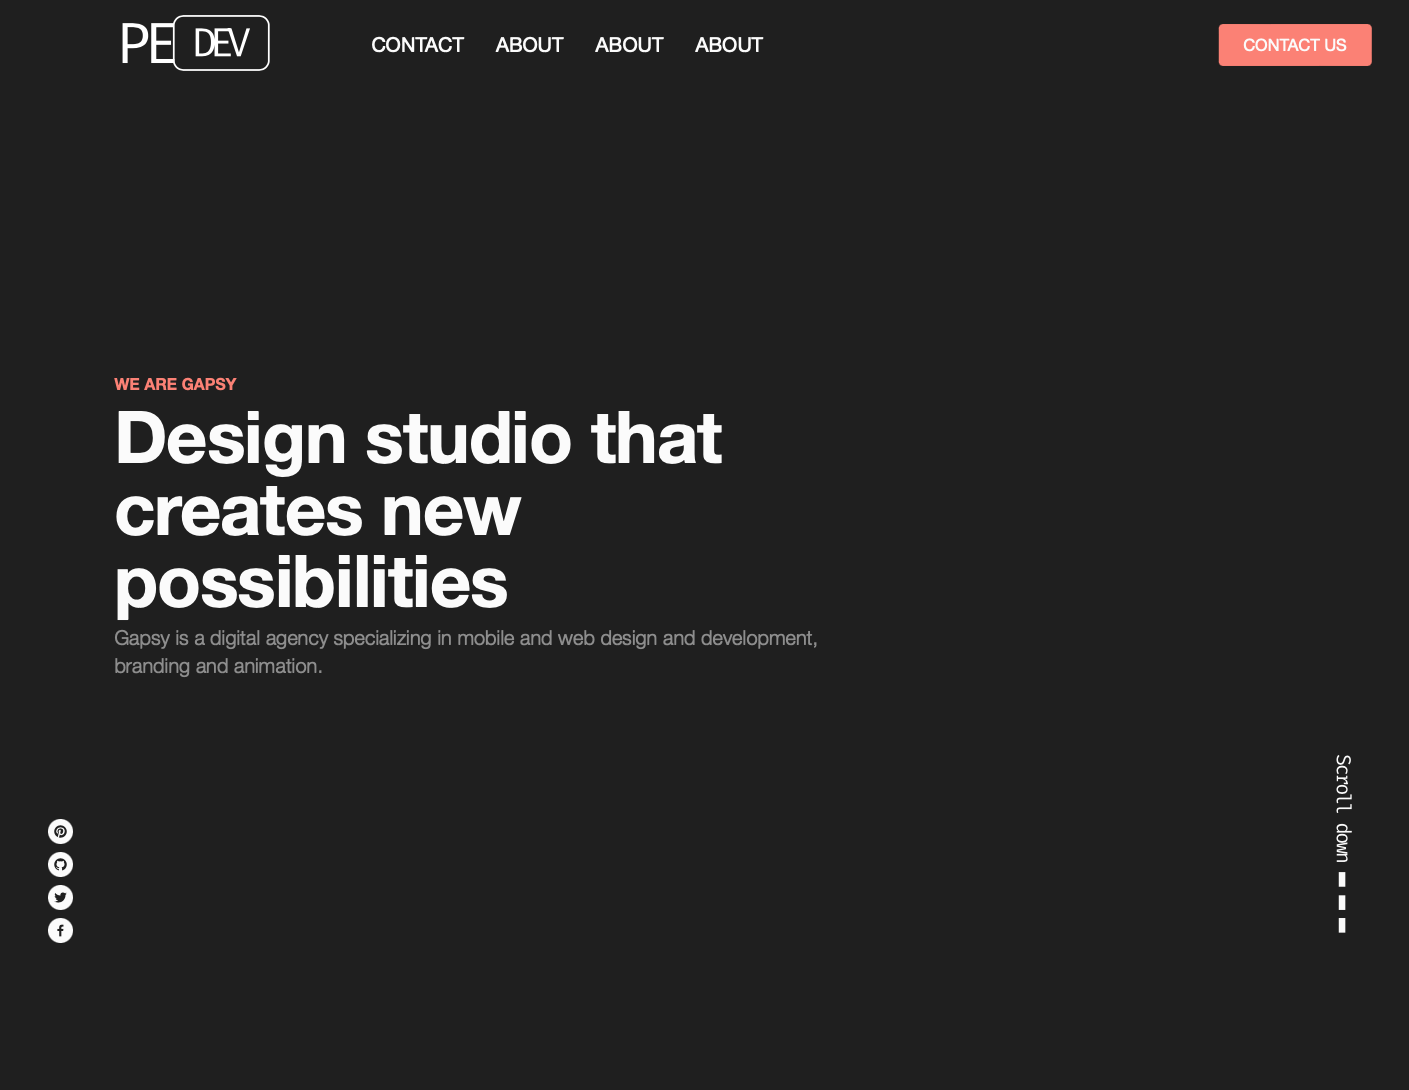 PE DEV
CONTACT ABOUT ABOUT ABOUT
CONTACT US
WE ARE GAPSY
Design studio that
creates new
possibilities
Gapsy is a digital agency specializing in mobile and web design and development,
branding and animation.
Scroll down